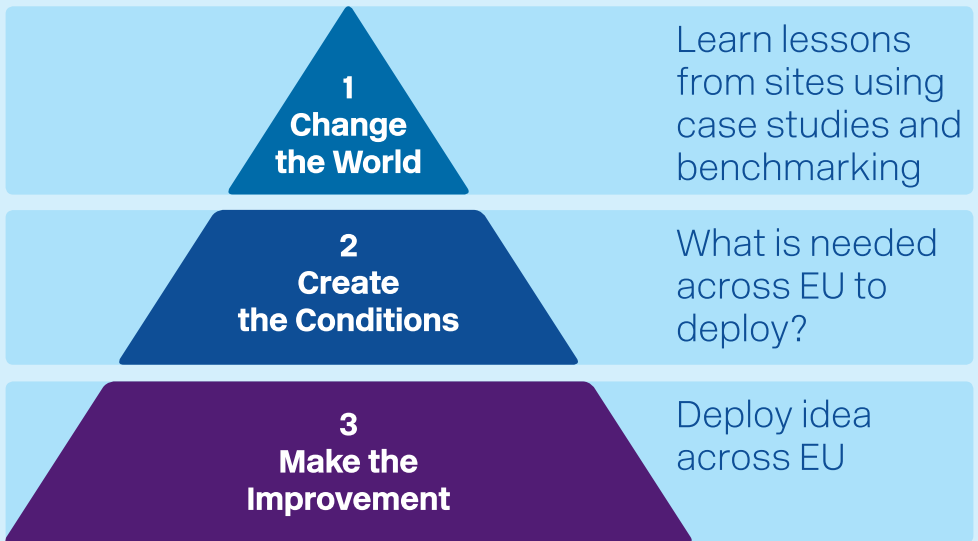 1
Change
the World
Learn lessons
from sites using
case studies and
benchmarking
2
Create
the Conditions
What is needed
across EU to
deploy?
3
Make the
Improvement
Deploy idea
across EU